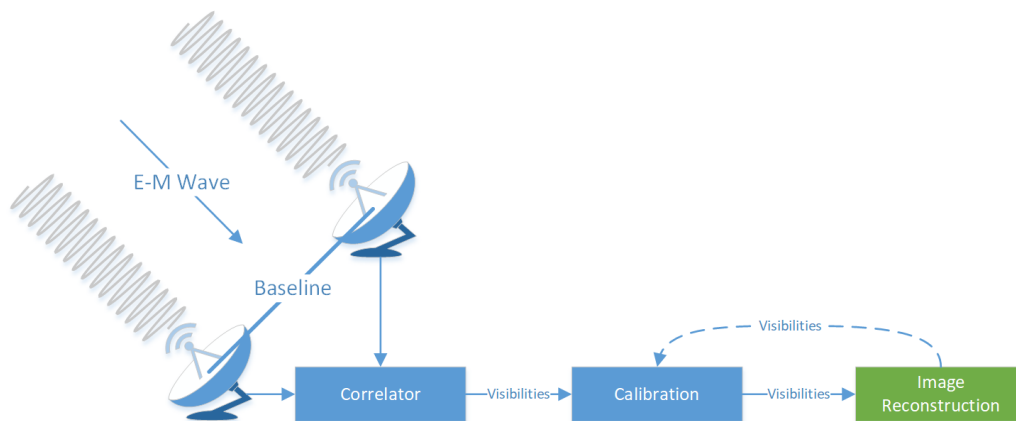 E-M Wave
Baseline
Visibilities
Correlator
Visibilities
Calibration
Visibilities
Image
Reconstruction